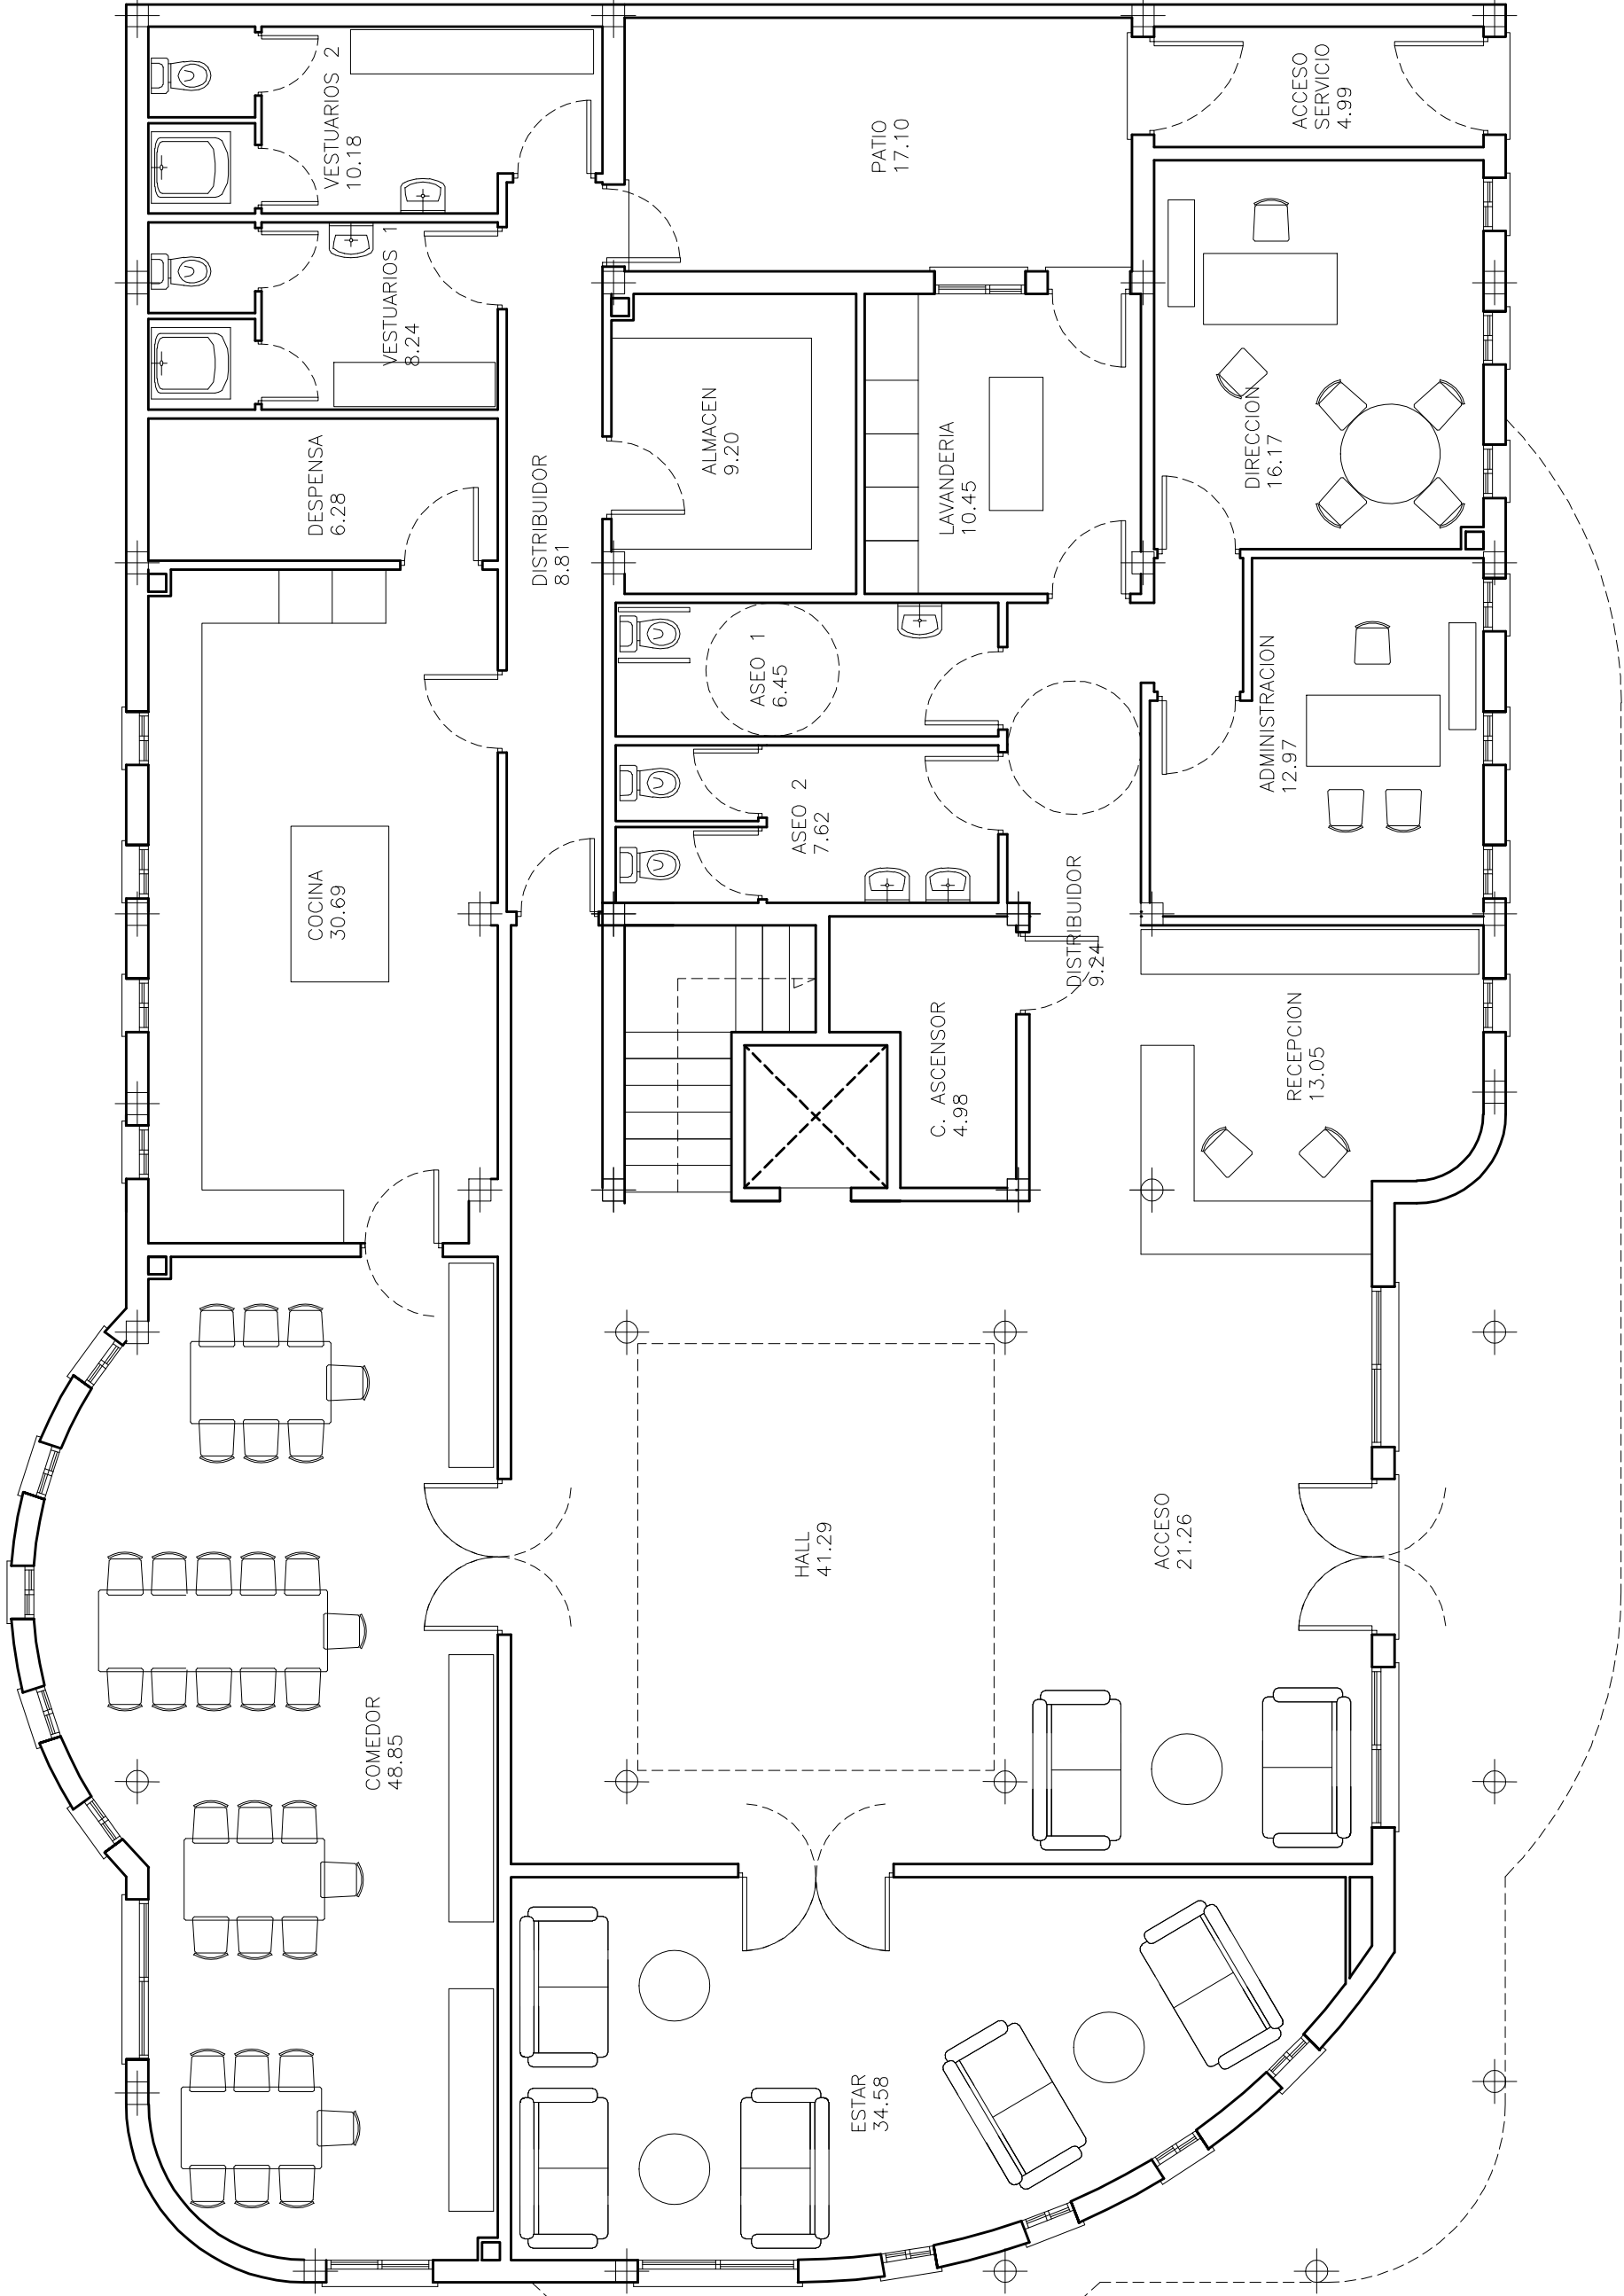 VESTUARIOS 2
10.18
VESTUARIOS 1
8.24
DESPENSA
6.28
COCINA
30.69
COMEDOR
48.85
DISTRIBUIDOR
8.81
PATIO
17.10
ALMACEN
9.20
LAVANDERIA
10.45
ASEO 1
6.45
ASEO 2
7.62
C. ASCENSOR
4.98
DISTRIBUIDOR
9.24
HALL
41.29
ESTAR
34.58
ACCESO
SERVICIO
4.99
DIRECCION
16.17
ADMINISTRACION
12.97
RECEPCION
13.05
ACCESO
21.26